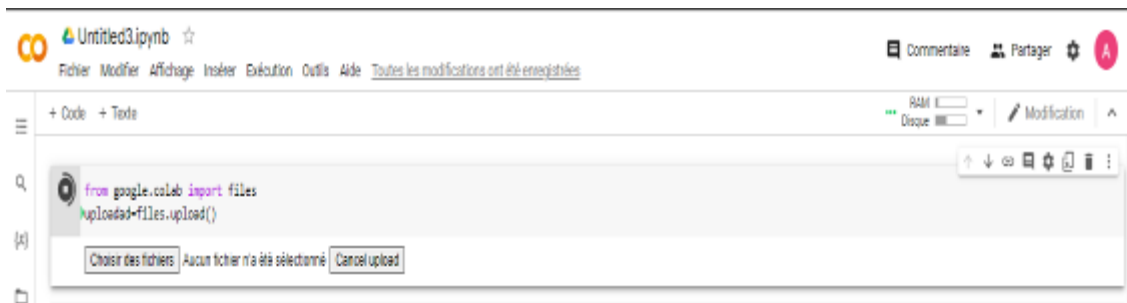 Untitled3.ipynb
Commentaire Partager A
Fichier Modifier Affichage Insérer Exécution Outils Aide Toutes les modifications ont été enregistrées
+ Code + Texte
RAM
Disque
Modification
from google.colab import files
uploadad=files.upload()
{x}
Choisir des fichiers Aucun fichier n'a été sélectionné Cancel upload